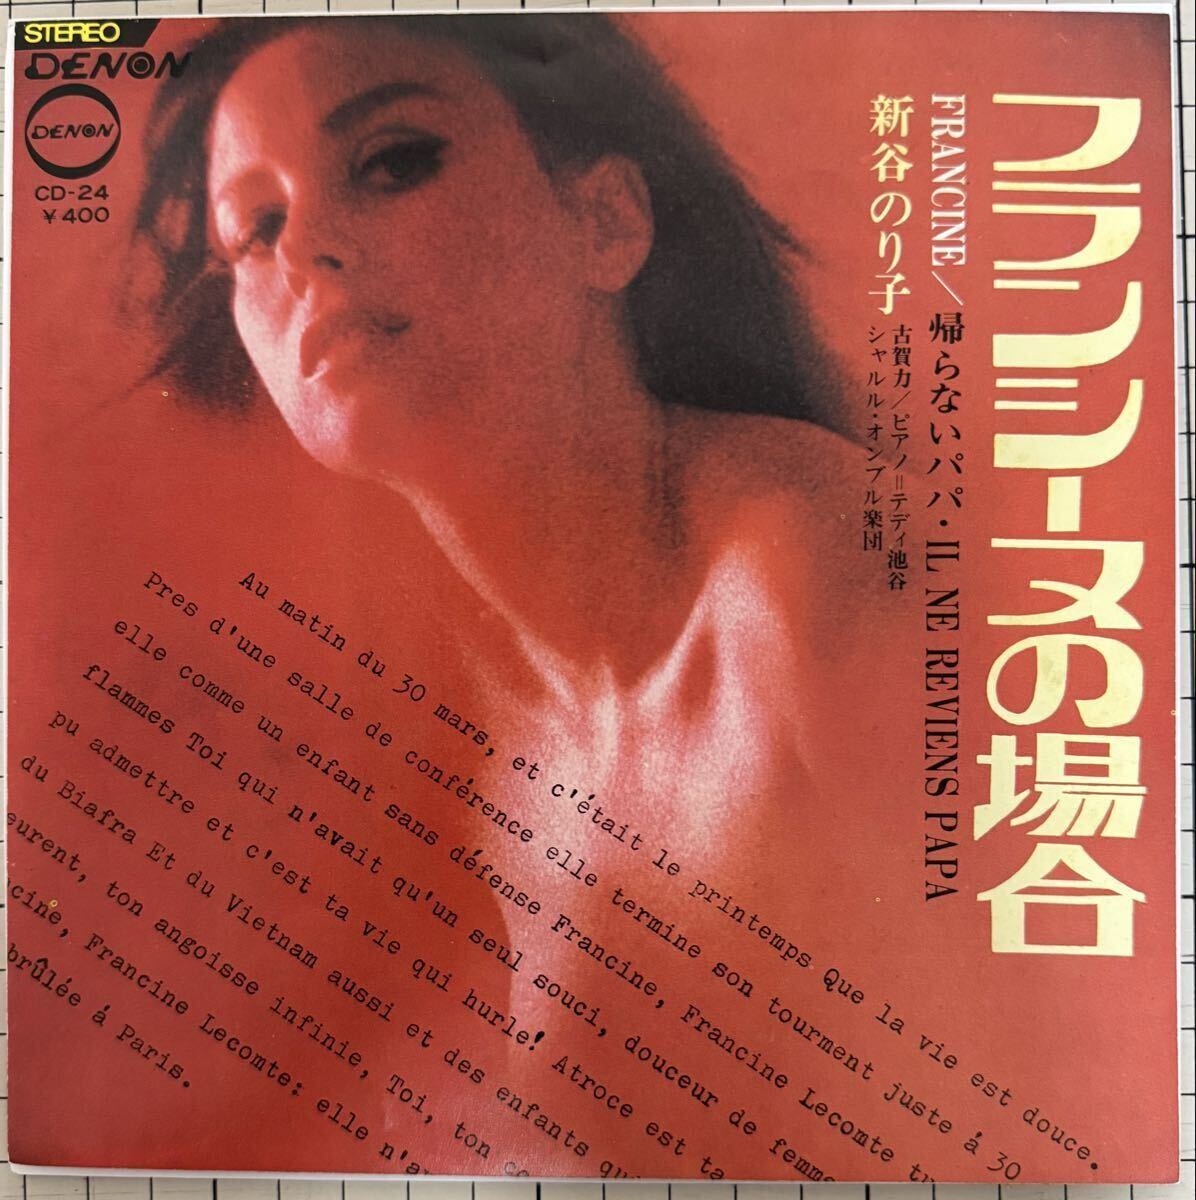 STEREO
DENON
DENON
CD-24
¥400
フランシーヌの場合
FRANCINE／帰らないパパ・IL NE REVIENS PAPA
新谷のり子
古賀力／ピアノ＝テディ池谷
シャルル・オンブル楽団
Au matin du 30 mars, et c'était le printemps Que la vie est douce.
Pres d'une salle de conférence elle termine son tourment juste á 30
elle comme un enfant sans défense Francine, Francine Lecomte tu
flammes Toi qui n'avait qu'un seul souci, douceur de femme
pu admettre et c'est ta vie qui hurle! Atroce est ta
du Biafra Et du Vietnam aussi et des enfants qui
eurent, ton angoisse infinie, Toi, ton
cine, Francine Lecomte: elle n'a
brûlée á Paris.